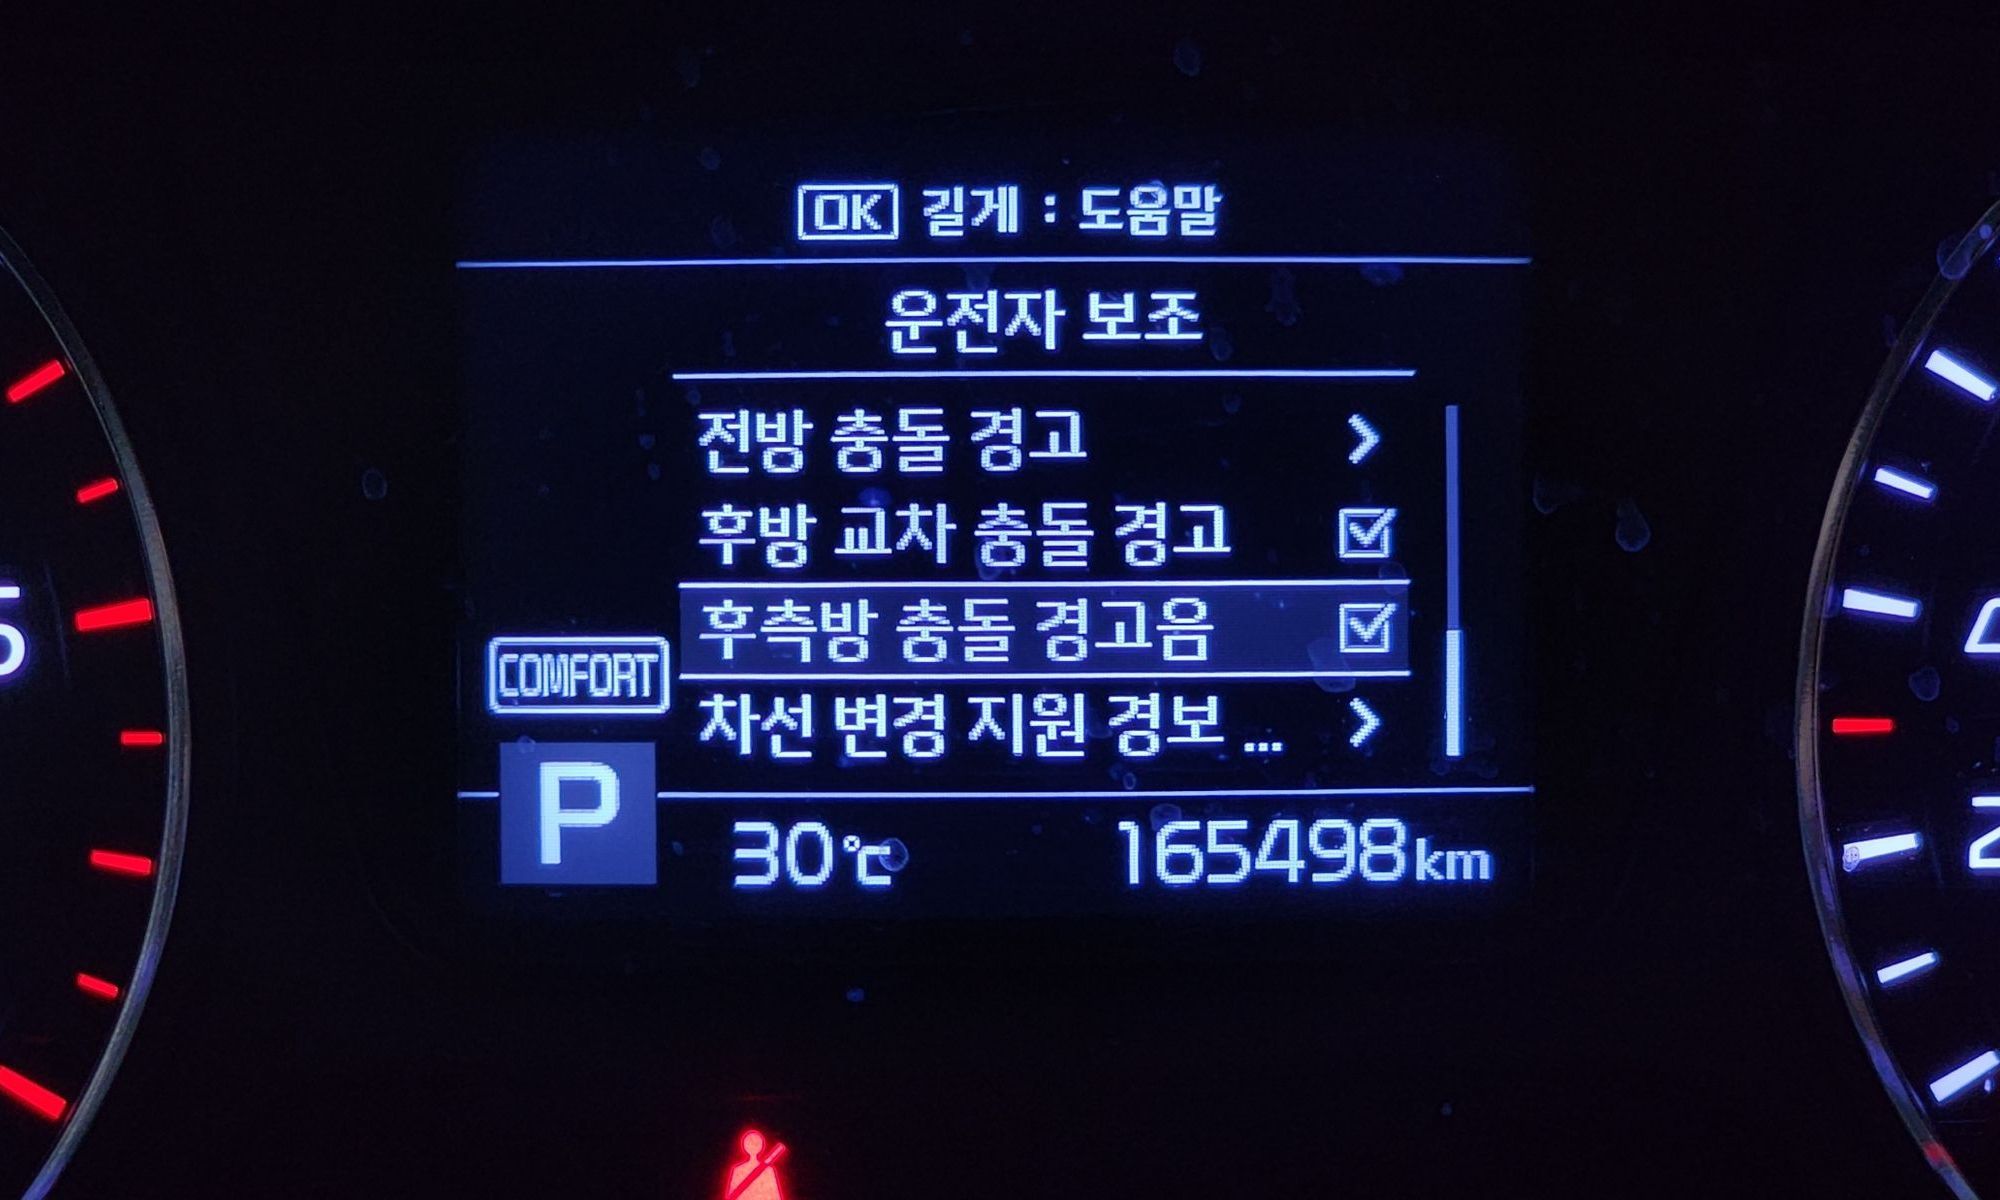 OK 길게 : 도움말
운전자 보조
전방 충돌 경고
후방 교차 충돌 경고
후측방 충돌 경고음
차선 변경 지원 경보 ...
COMFORT
P
30℃ 165498km